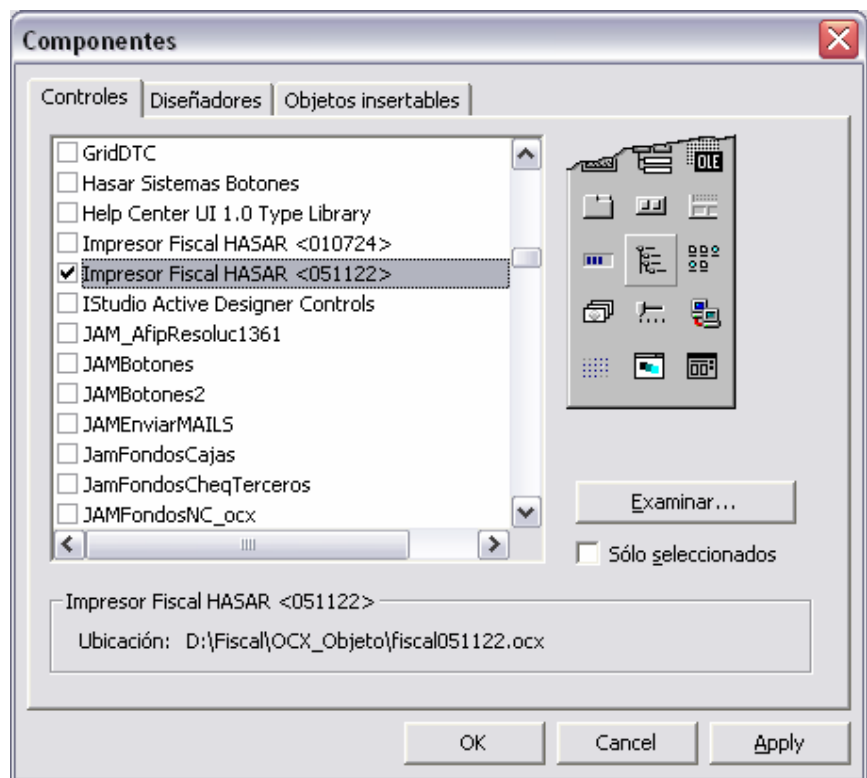 Componentes
Controles Diseñadores Objetos insertables
GridDTC
Hasar Sistemas Botones
Help Center UI 1.0 Type Library
Impresor Fiscal HASAR <010724>
Impresor Fiscal HASAR <051122>
IStudio Active Designer Controls
JAM_AfipResoluc1361
JAMBotones
JAMBotones2
JAMEnviarMAILS
JamFondosCajas
JamFondosCheqTerceros
JAMFondosNC_ocx
OLE
Examinar...
Sólo seleccionados
Impresor Fiscal HASAR <051122>
Ubicación: D:\Fiscal\OCX_Objeto\fiscal051122.ocx
OK Cancel Apply